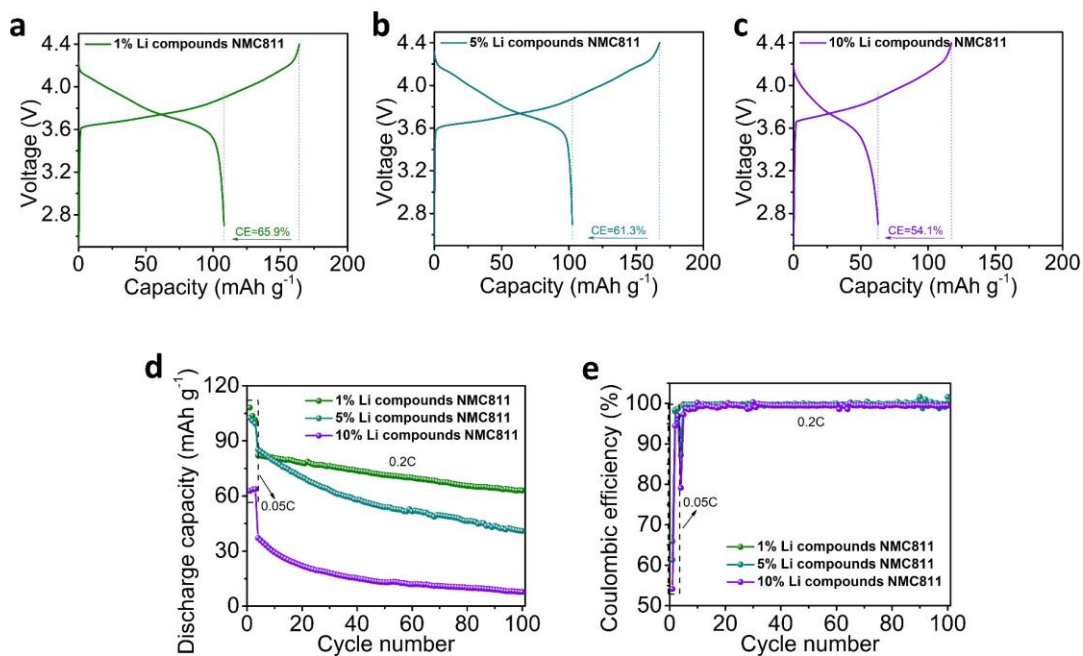 a
1% Li compounds NMC811
4.4
4.0
3.6
3.2
2.8
Voltage (V)
CE=65.9%
0 50 100 150 200
Capacity (mAh g-1)
b
5% Li compounds NMC811
4.4
4.0
3.6
3.2
2.8
Voltage (V)
CE=61.3%
0 50 100 150 200
Capacity (mAh g-1)
c
10% Li compounds NMC811
4.4
4.0
3.6
3.2
2.8
Voltage (V)
CE=54.1%
0 50 100 150 200
Capacity (mAh g-1)
d
120
90
60
30
0
Discharge capacity (mAh g-1)
1% Li compounds NMC811
5% Li compounds NMC811
10% Li compounds NMC811
0.2C
0.05C
0 20 40 60 80 100
Cycle number
e
100
90
80
70
60
50
Coulombic efficiency (%)
0.2C
0.05C
1% Li compounds NMC811
5% Li compounds NMC811
10% Li compounds NMC811
0 20 40 60 80 100
Cycle number